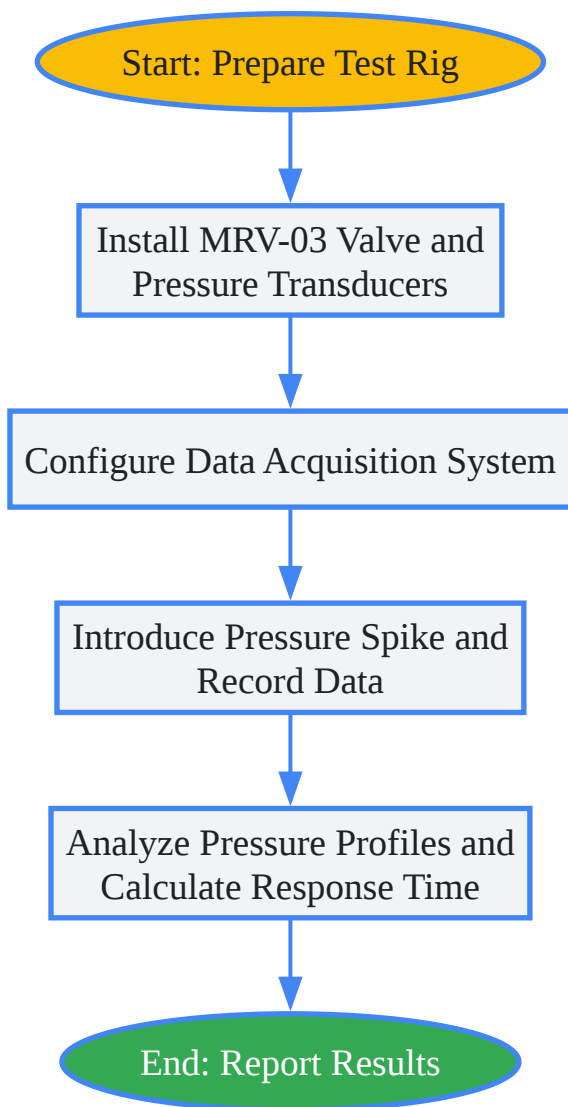 Start: Prepare Test Rig
Install MRV-03 Valve and
Pressure Transducers
Configure Data Acquisition System
Introduce Pressure Spike and
Record Data
Analyze Pressure Profiles and
Calculate Response Time
End: Report Results